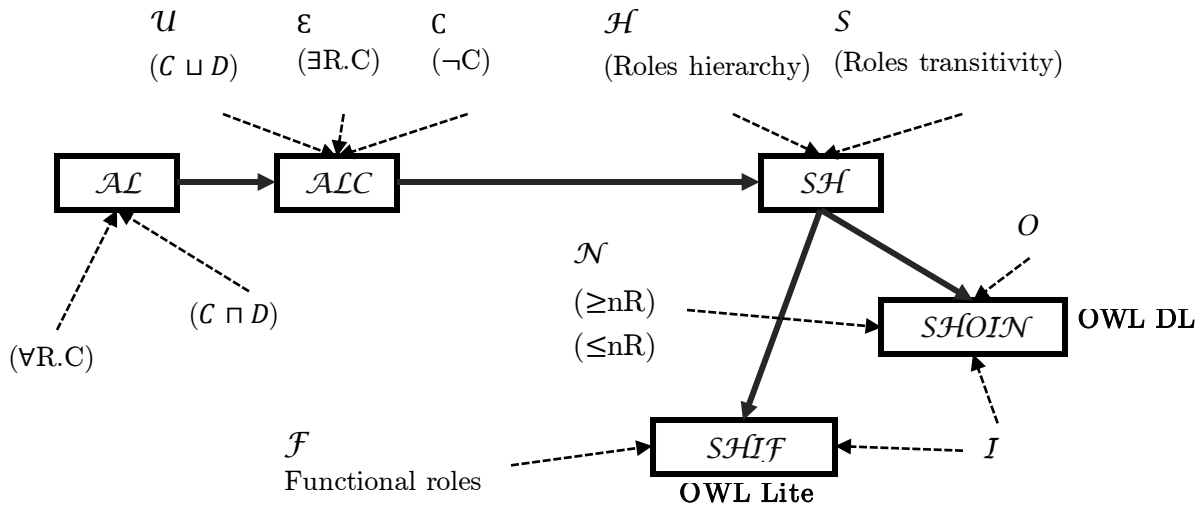 𝒰 ℰ C ℋ S
(C ⊔ D) (∃R.C) (¬C) (Roles hierarchy) (Roles transitivity)
𝒜ℒ 𝒜ℒ𝒞 𝒮ℋ
O
𝒩
(≥nR)
(C ⊓ D)
𝒮ℋ𝒪ℐ𝒩 OWL DL
(≤nR)
(∀R.C)
ℱ
Functional roles
𝒮ℋℐℱ
I
OWL Lite